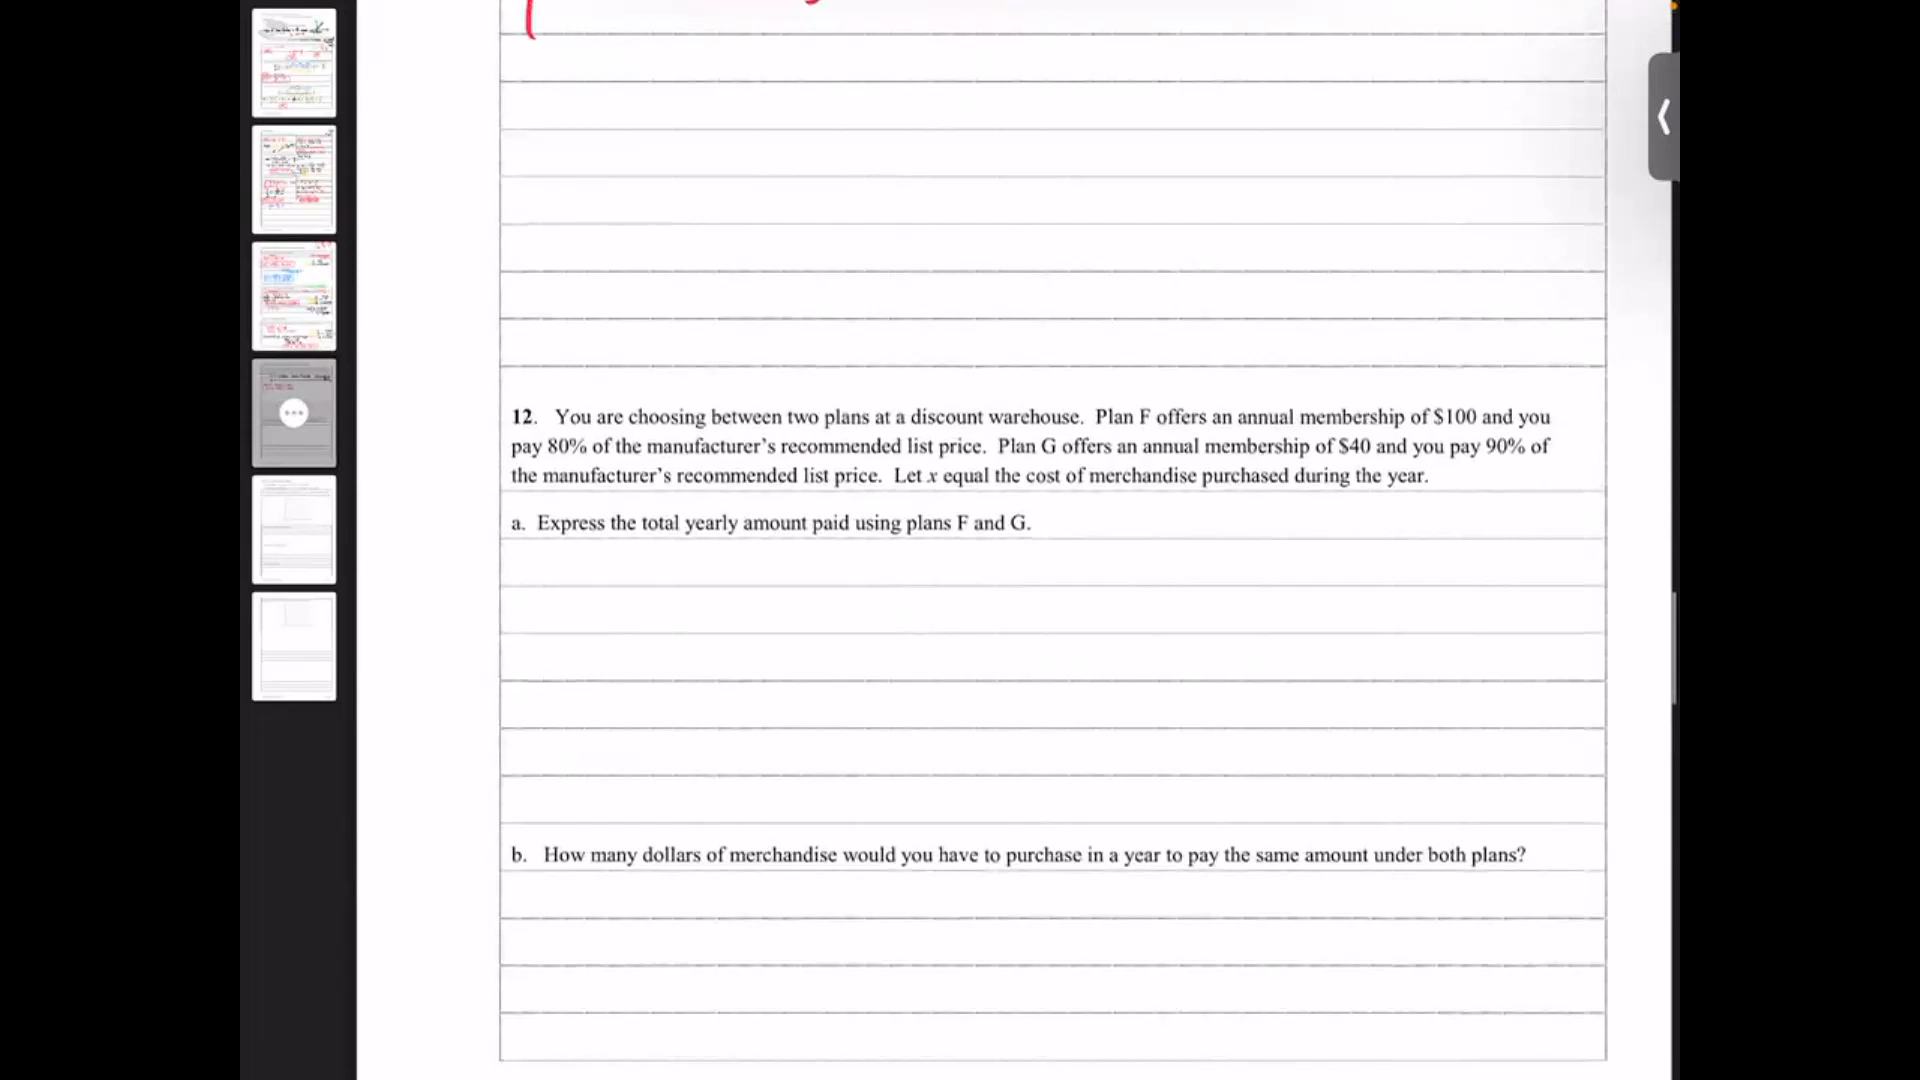 12. You are choosing between two plans at a discount warehouse. Plan F offers an annual membership of $100 and you
pay 80% of the manufacturer’s recommended list price. Plan G offers an annual membership of $40 and you pay 90% of
the manufacturer’s recommended list price. Let x equal the cost of merchandise purchased during the year.
a. Express the total yearly amount paid using plans F and G.
b. How many dollars of merchandise would you have to purchase in a year to pay the same amount under both plans?